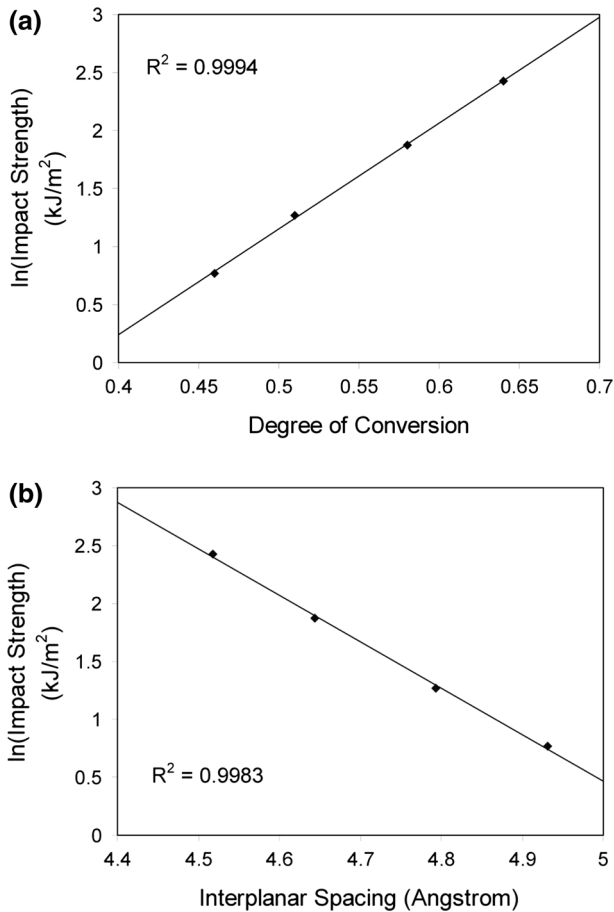 (a)
3
2.5
2
1.5
1
0.5
0
R² = 0.9994
ln(Impact Strength)
(kJ/m²)
0.4 0.45 0.5 0.55 0.6 0.65 0.7
Degree of Conversion
(b)
3
2.5
2
1.5
1
0.5
0
R² = 0.9983
ln(Impact Strength)
(kJ/m²)
4.4 4.5 4.6 4.7 4.8 4.9 5
Interplanar Spacing (Angstrom)